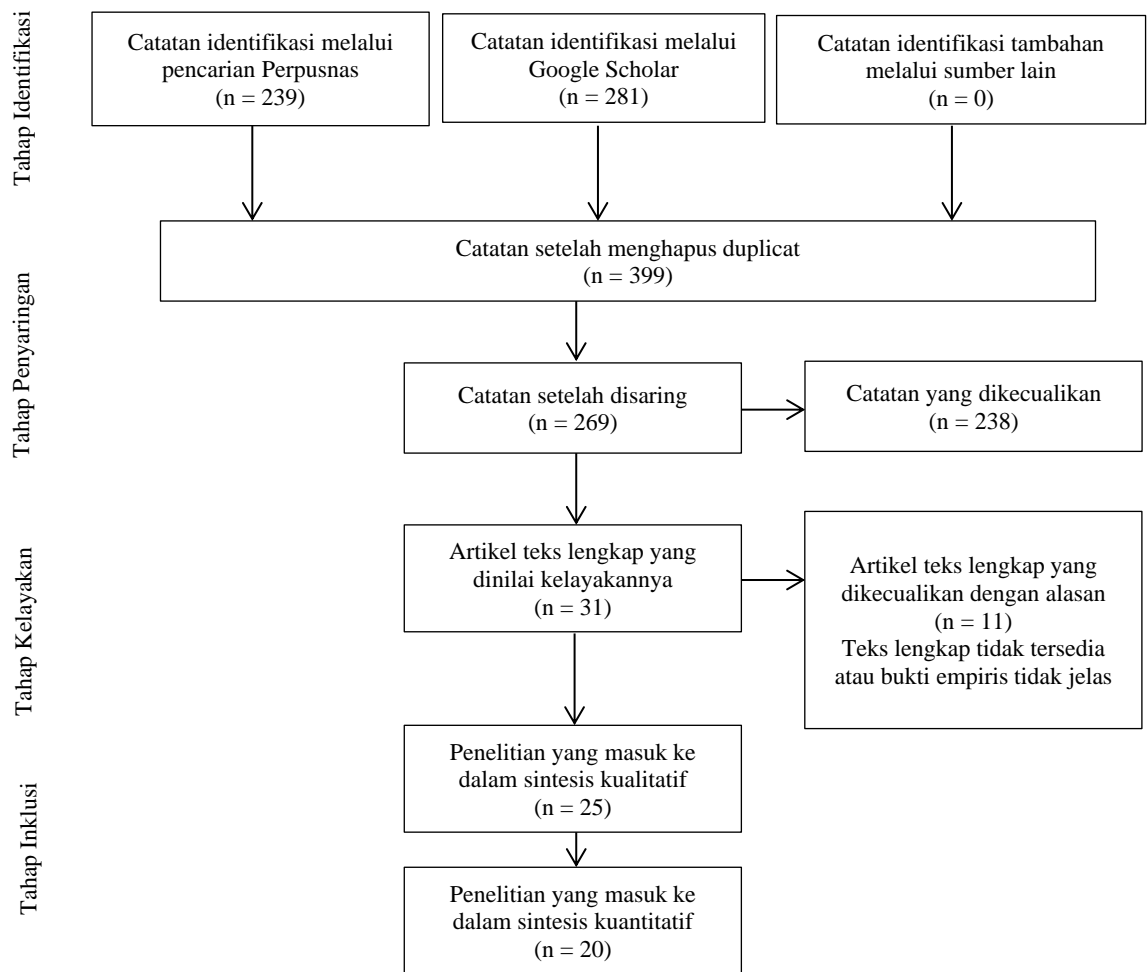 Tahap Identifikasi
Catatan identifikasi melalui
pencarian Perpusnas
(n = 239)
Catatan identifikasi melalui
Google Scholar
(n = 281)
Catatan identifikasi tambahan
melalui sumber lain
(n = 0)
Catatan setelah menghapus duplicat
(n = 399)
Tahap Penyaringan
Catatan setelah disaring
(n = 269)
Catatan yang dikecualikan
(n = 238)
Tahap Kelayakan
Artikel teks lengkap yang
dinilai kelayakannya
(n = 31)
Artikel teks lengkap yang
dikecualikan dengan alasan
(n = 11)
Teks lengkap tidak tersedia
atau bukti empiris tidak jelas
Tahap Inklusi
Penelitian yang masuk ke
dalam sintesis kualitatif
(n = 25)
Penelitian yang masuk ke
dalam sintesis kuantitatif
(n = 20)